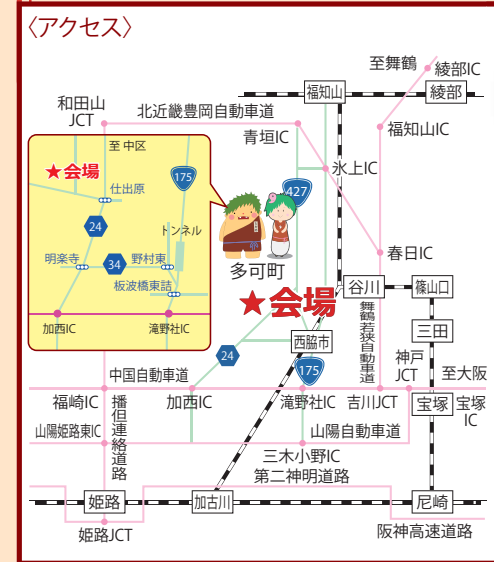 〈アクセス〉
至舞鶴
綾部IC
福知山
綾部
和田山
JCT
北近畿豊岡自動車道
青垣IC
福知山IC
氷上IC
至 中区
★会場
175
仕出原
24
トンネル
明楽寺
34
野村東
板波橋東詰
加西IC
滝野社IC
427
多可町
春日IC
★会場
谷川
篠山口
舞鶴若狭自動車道
西脇市
三田
24
175
神戸
JCT
至大阪
中国自動車道
福崎IC
加西IC
滝野社IC
吉川JCT
宝塚
宝塚
IC
山陽姫路東IC
播但連絡道路
山陽自動車道
三木小野IC
第二神明道路
姫路
加古川
尼崎
姫路JCT
阪神高速道路